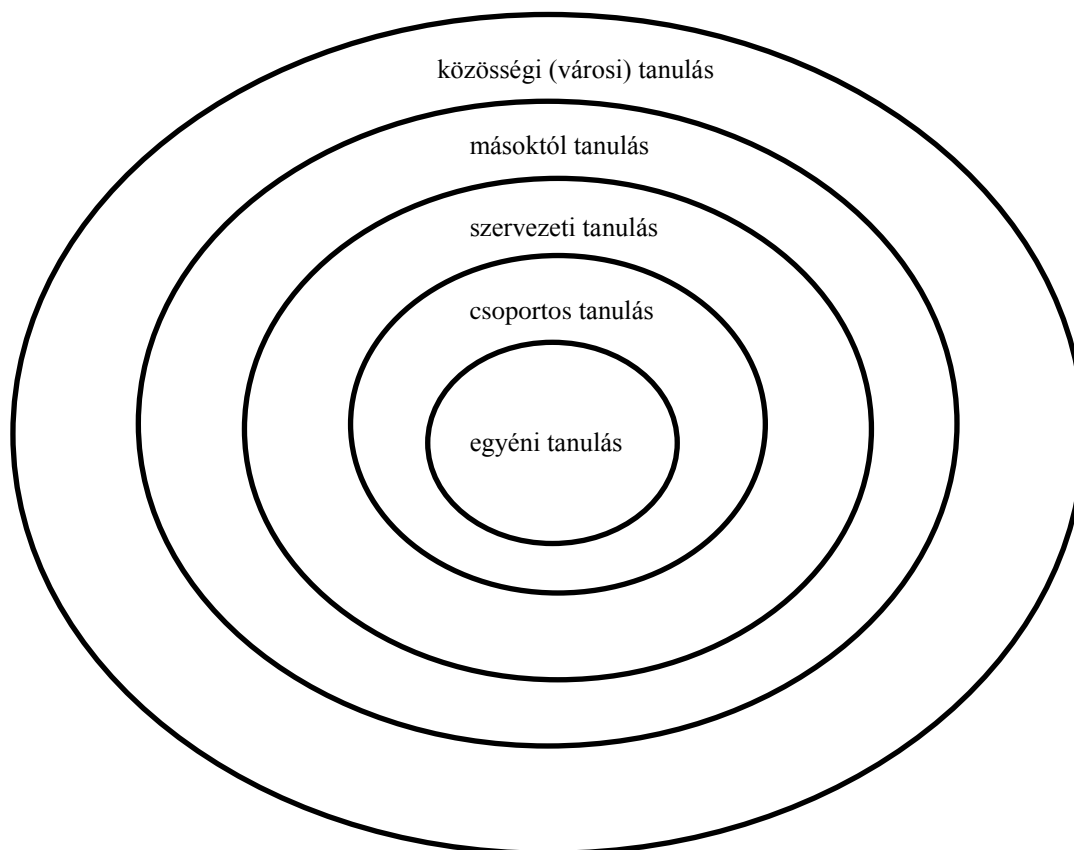 közösségi (városi) tanulás
másoktól tanulás
szervezeti tanulás
csoportos tanulás
egyéni tanulás